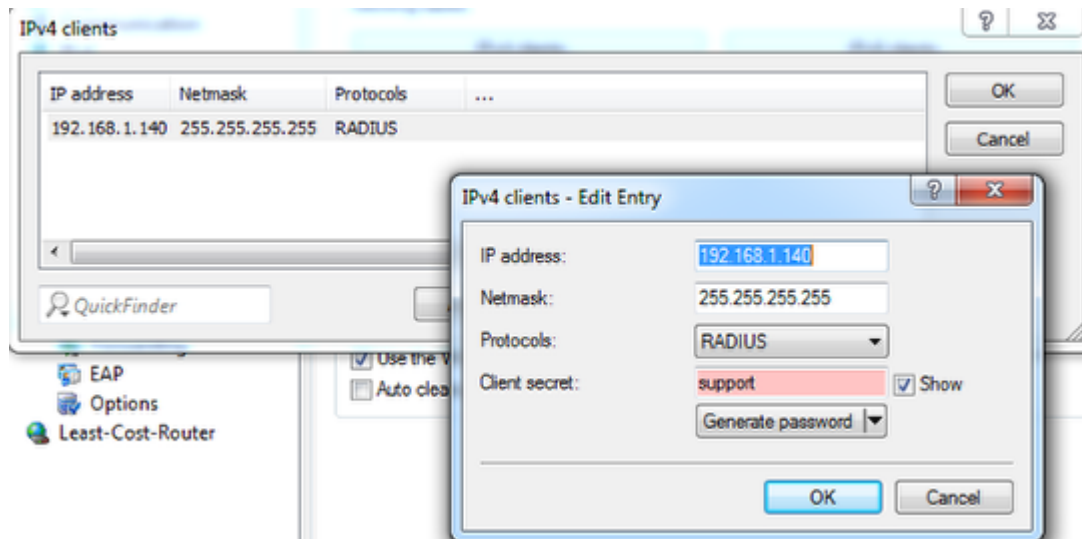 IPv4 clients
IP address Netmask Protocols ...
192.168.1.140 255.255.255.255 RADIUS
OK
Cancel
QuickFinder
IPv4 clients - Edit Entry
IP address: 192.168.1.140
Netmask: 255.255.255.255
Protocols: RADIUS
Client secret: support Show
Generate password
OK Cancel
Use the
Auto clea
EAP
Options
Least-Cost-Router